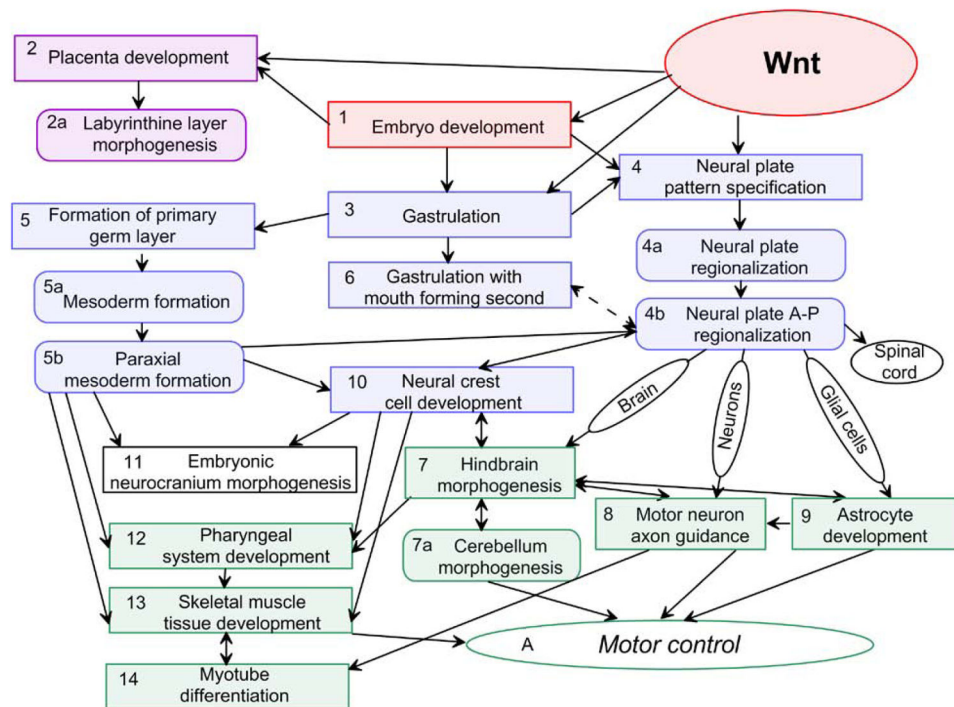 2
Placenta development
Wnt
2a
Labyrinthine layer
morphogenesis
1
Embryo development
4
Neural plate
pattern specification
5
Formation of primary
germ layer
3
Gastrulation
4a
Neural plate
regionalization
5a
Mesoderm formation
6
Gastrulation with
mouth forming second
4b
Neural plate A-P
regionalization
Spinal
cord
5b
Paraxial
mesoderm formation
10
Neural crest
cell development
Brain
Neurons
Glial cells
11
Embryonic
neurocranium morphogenesis
7
Hindbrain
morphogenesis
12
Pharyngeal
system development
7a
Cerebellum
morphogenesis
8
Motor neuron
axon guidance
9
Astrocyte
development
13
Skeletal muscle
tissue development
A
Motor control
14
Myotube
differentiation